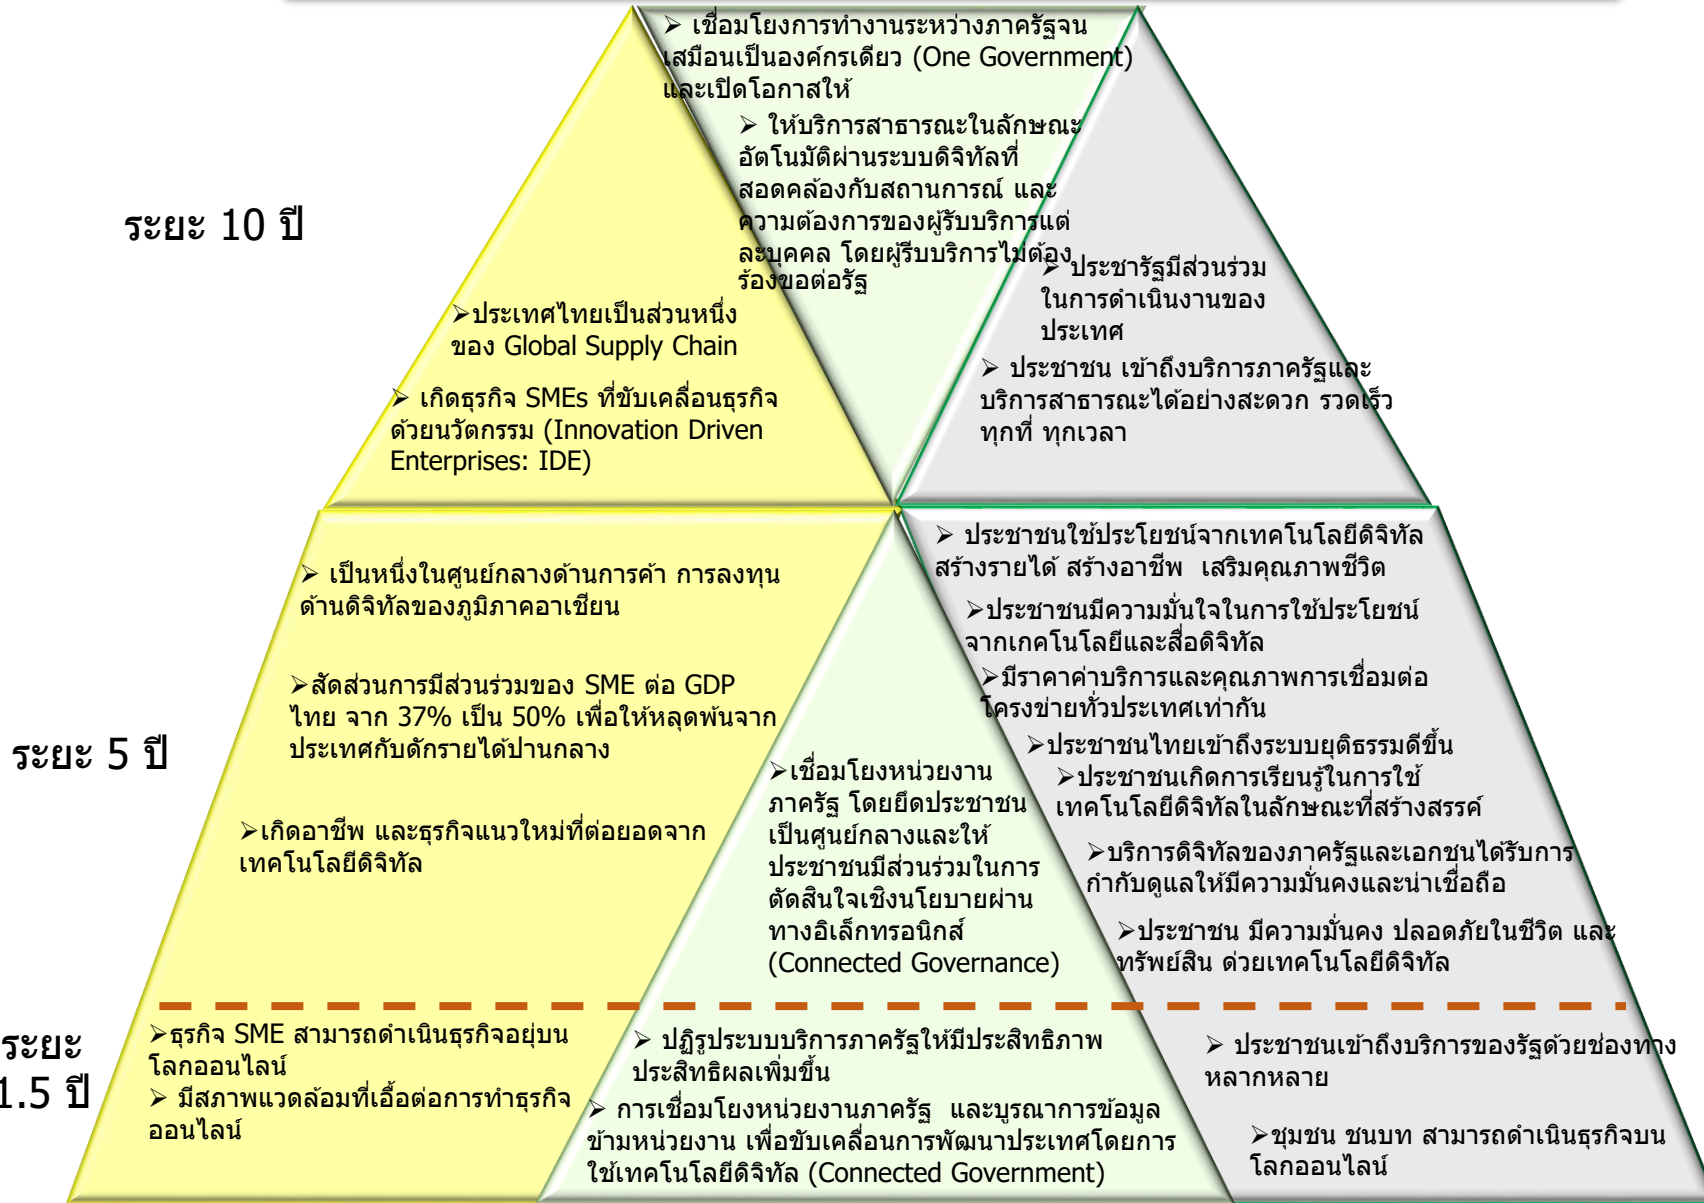 ➢ เชื่อมโยงการทำงานระหว่างภาครัฐจน
เสมือนเป็นองค์กรเดียว (One Government)
และเปิดโอกาสให้
➢ ให้บริการสาธารณะในลักษณะ
อัตโนมัติผ่านระบบดิจิทัลที่
สอดคล้องกับสถานการณ์ และ
ความต้องการของผู้รับบริการแต่
ละบุคคล โดยผู้รีบบริการไม่ต้อง
ร้องขอต่อรัฐ
ระยะ 10 ปี
➢ประเทศไทยเป็นส่วนหนึ่ง
ของ Global Supply Chain
➢ เกิดธุรกิจ SMEs ที่ขับเคลื่อนธุรกิจ
ด้วยนวัตกรรม (Innovation Driven
Enterprises: IDE)
➢ ประชารัฐมีส่วนร่วม
ในการดำเนินงานของ
ประเทศ
➢ ประชาชน เข้าถึงบริการภาครัฐและ
บริการสาธารณะได้อย่างสะดวก รวดเร็ว
ทุกที่ ทุกเวลา
ระยะ 5 ปี
➢ เป็นหนึ่งในศูนย์กลางด้านการค้า การลงทุน
ด้านดิจิทัลของภูมิภาคอาเซียน
➢สัดส่วนการมีส่วนร่วมของ SME ต่อ GDP
ไทย จาก 37% เป็น 50% เพื่อให้หลุดพ้นจาก
ประเทศกับดักรายได้ปานกลาง
➢เกิดอาชีพ และธุรกิจแนวใหม่ที่ต่อยอดจาก
เทคโนโลยีดิจิทัล
➢เชื่อมโยงหน่วยงาน
ภาครัฐ โดยยึดประชาชน
เป็นศูนย์กลางและให้
ประชาชนมีส่วนร่วมในการ
ตัดสินใจเชิงนโยบายผ่าน
ทางอิเล็กทรอนิกส์
(Connected Governance)
➢ ประชาชนใช้ประโยชน์จากเทคโนโลยีดิจิทัล
สร้างรายได้ สร้างอาชีพ เสริมคุณภาพชีวิต
➢ประชาชนมีความมั่นใจในการใช้ประโยชน์
จากเกคโนโลยีและสื่อดิจิทัล
➢มีราคาค่าบริการและคุณภาพการเชื่อมต่อ
โครงข่ายทั่วประเทศเท่ากัน
➢ประชาชนไทยเข้าถึงระบบยุติธรรมดีขึ้น
➢ประชาชนเกิดการเรียนรู้ในการใช้
เทคโนโลยีดิจิทัลในลักษณะที่สร้างสรรค์
➢บริการดิจิทัลของภาครัฐและเอกชนได้รับการ
กำกับดูแลให้มีความมั่นคงและน่าเชื่อถือ
➢ประชาชน มีความมั่นคง ปลอดภัยในชีวิต และ
ทรัพย์สิน ด่วยเทคโนโลยีดิจิทัล
ระยะ
1.5 ปี
➢ธุรกิจ SME สามารถดำเนินธุรกิจอยุ่บน
โลกออนไลน์
➢ มีสภาพแวดล้อมที่เอื้อต่อการทำธุรกิจ
ออนไลน์
➢ ปฏิรูประบบบริการภาครัฐให้มีประสิทธิภาพ
ประสิทธิผลเพิ่มขึ้น
➢ การเชื่อมโยงหน่วยงานภาครัฐ และบูรณาการข้อมูล
ข้ามหน่วยงาน เพื่อขับเคลื่อนการพัฒนาประเทศโดยการ
ใช้เทคโนโลยีดิจิทัล (Connected Government)
➢ ประชาชนเข้าถึงบริการของรัฐด้วยช่องทาง
หลากหลาย
➢ชุมชน ชนบท สามารถดำเนินธุรกิจบน
โลกออนไลน์